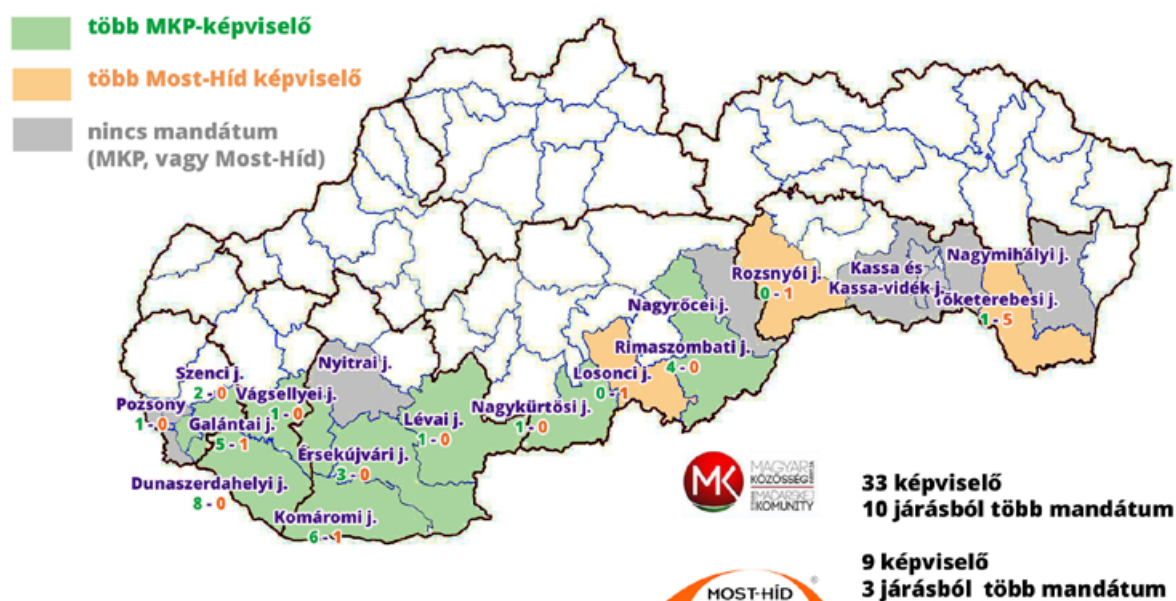 több MKP-képviselő
több Most-Híd képviselő
nincs mandátum
(MKP, vagy Most-Híd)
Nagymihályi j.
Rozsnyói j.
0 - 1
Kassa és
Kassa-vidék j.
Tőketerebesi j.
1 - 5
Nagyrőcei j.
Rimaszombati j.
4 - 0
Losonci j.
0 - 1
Nyitrai j.
Szenci j.
2 - 0
Vágsellyei j.
1 - 0
Pozsony
1 - 0
Galántai j.
5 - 1
Lévai j.
1 - 0
Nagykürtösi j.
1 - 0
Érsekújvári j.
3 - 0
Dunaszerdahelyi j.
8 - 0
Komáromi j.
6 - 1
MK
MAGYAR
KÖZÖSSÉG
MAĎARSKEJ
KOMUNITY
33 képviselő
10 járásból több mandátum
9 képviselő
3 járásból több mandátum
MOST-HÍD
®